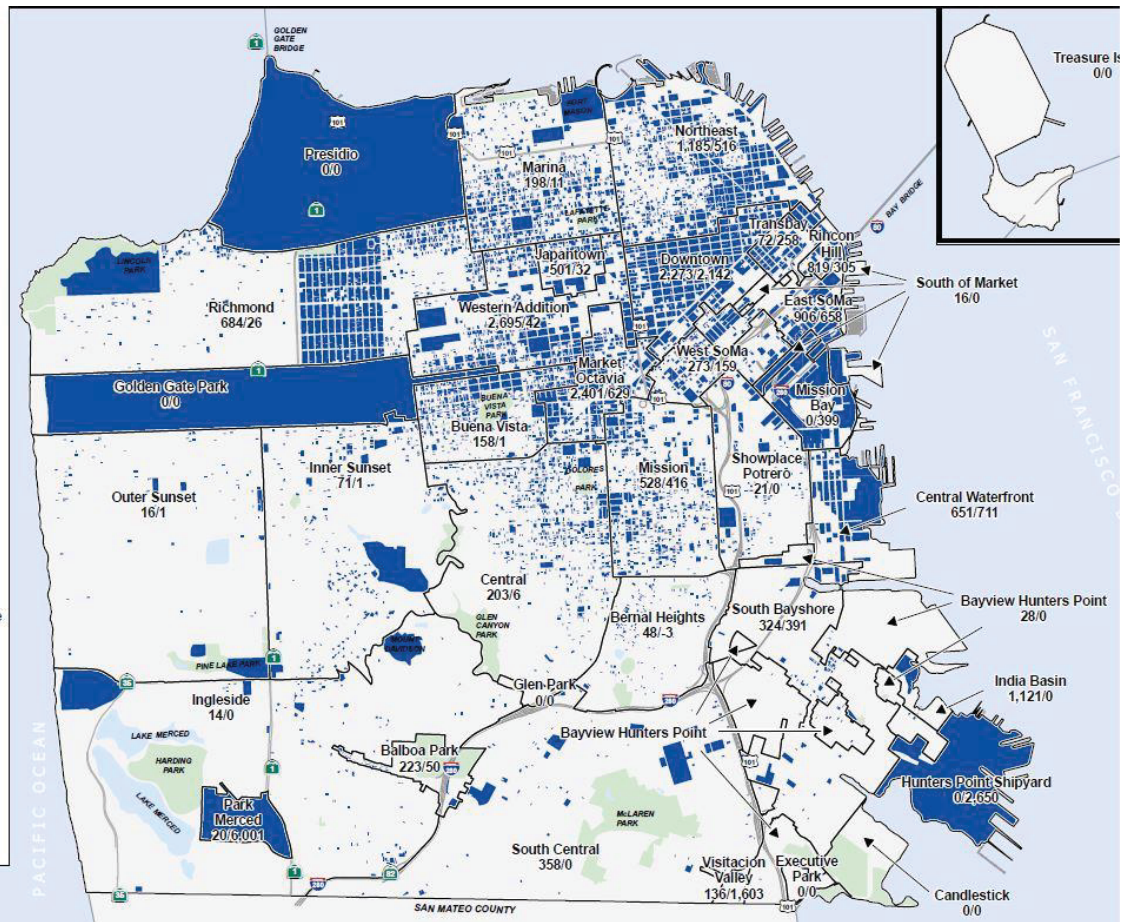 GOLDEN
GATE
BRIDGE
1
Treasure Is
0/0
FORT
MASON
101
101
101
101
Northeast
1,185/516
Presidio
0/0
Marina
198/11
1
BAY BRIDGE
80
LAFAYETTE
PARK
Transbay
72/258
Rincon
Hill
819/305
LINCOLN
PARK
Japantown
501/32
Downtown
2,273/2,142
South of Market
16/0
Richmond
684/26
Western Addition
2,695/42
East SoMa
906/658
101
West SoMa
273/159
SAN FRANCISCO
Market
Octavia
2,401/629
1
Golden Gate Park
0/0
80
280
Mission
Bay
0/399
BUENA
VISTA
PARK
101
Buena Vista
158/1
Inner Sunset
71/1
Showplace
Potrero
21/0
Outer Sunset
16/1
DOLORES
PARK
Mission
528/416
101
Central Waterfront
651/711
Central
203/6
Bernal Heights
48/-3
South Bayshore
324/391
Bayview Hunters Point
28/0
GLEN
CANYON
PARK
MOUNT
DAVIDSON
1
PINE LAKE PARK
35
Glen Park
0/0
India Basin
1,121/0
Ingleside
14/0
280
LAKE MERCED
Bayview Hunters Point
Balboa Park
223/50
280
HARDING
PARK
1
101
Hunters Point Shipyard
0/2,650
PACIFIC OCEAN
LAKE MERCED
Park
Merced
20/6,001
McLAREN
PARK
South Central
358/0
Visitacion
Valley
136/1,603
Executive
Park
0/0
1
280
82
Candlestick
0/0
35
SAN MATEO COUNTY
101